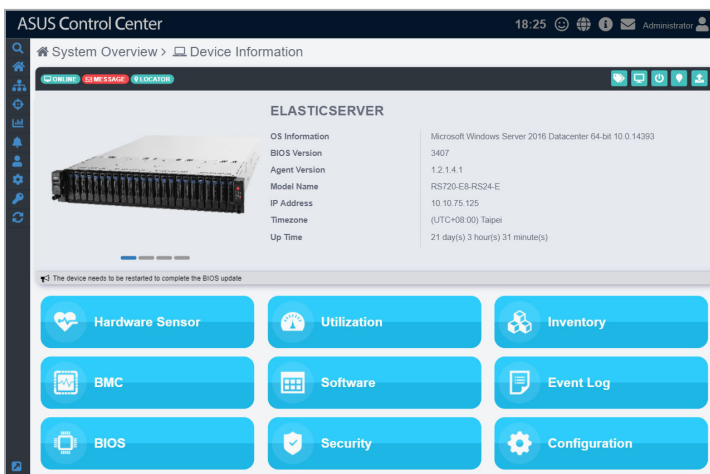 ASUS Control Center
18:25
Administrator
System Overview > Device Information
ONLINE MESSAGE LOCATOR
ELASTICSERVER
OS Information Microsoft Windows Server 2016 Datacenter 64-bit 10.0.14393
BIOS Version 3407
Agent Version 1.2.1.4.1
Model Name RS720-E8-RS24-E
IP Address 10.10.75.125
Timezone (UTC+08:00) Taipei
Up Time 21 day(s) 3 hour(s) 31 minute(s)
The device needs to be restarted to complete the BIOS update
Hardware Sensor Utilization Inventory
BMC Software Event Log
BIOS Security Configuration